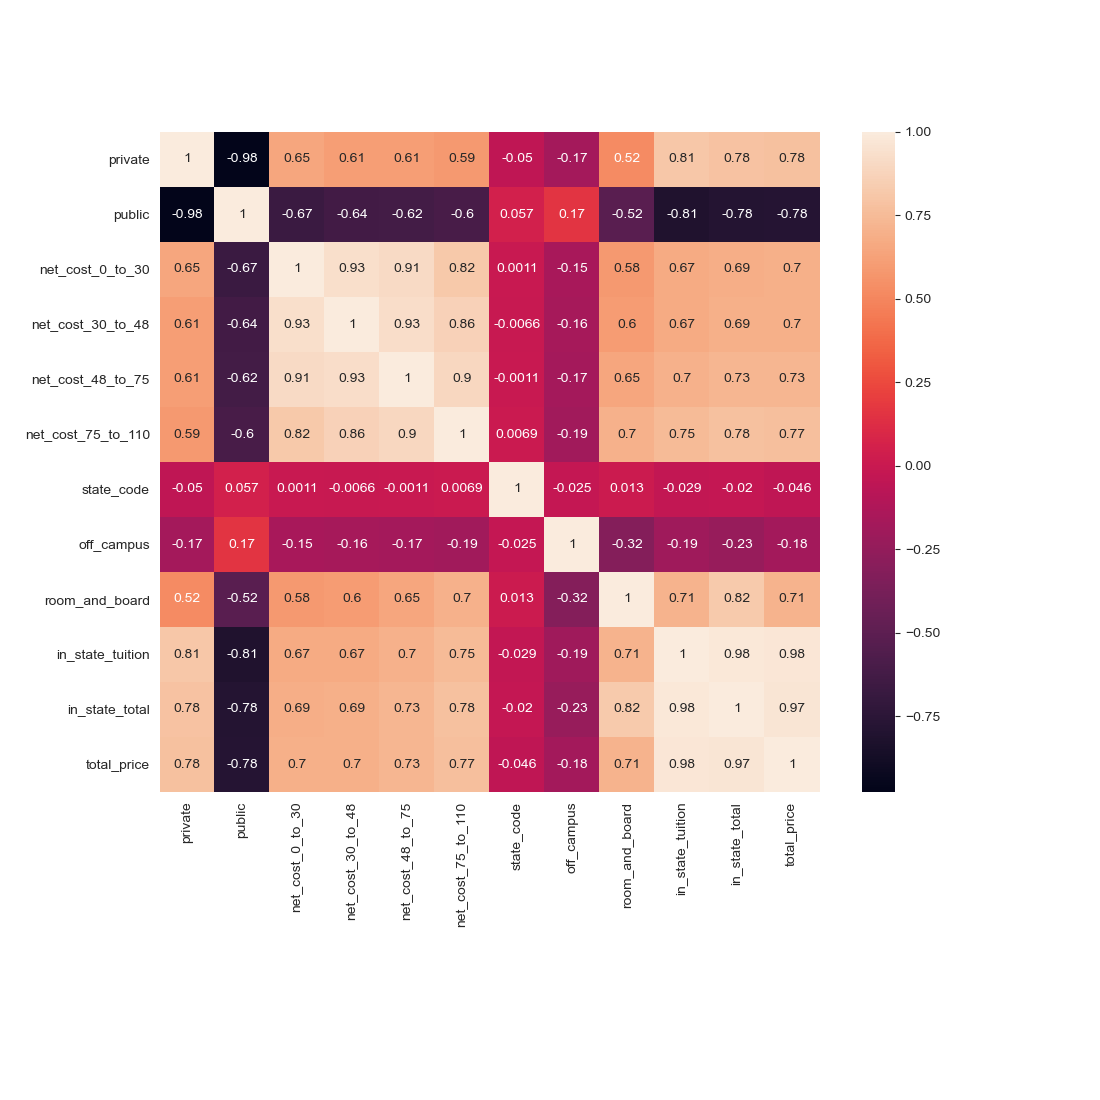 private 1 -0.98 0.65 0.61 0.61 0.59 -0.05 -0.17 0.52 0.81 0.78 0.78
public -0.98 1 -0.67 -0.64 -0.62 -0.6 0.057 0.17 -0.52 -0.81 -0.78 -0.78
net_cost_0_to_30 0.65 -0.67 1 0.93 0.91 0.82 0.0011 -0.15 0.58 0.67 0.69 0.7
net_cost_30_to_48 0.61 -0.64 0.93 1 0.93 0.86 -0.0066 -0.16 0.6 0.67 0.69 0.7
net_cost_48_to_75 0.61 -0.62 0.91 0.93 1 0.9 -0.0011 -0.17 0.65 0.7 0.73 0.73
net_cost_75_to_110 0.59 -0.6 0.82 0.86 0.9 1 0.0069 -0.19 0.7 0.75 0.78 0.77
state_code -0.05 0.057 0.0011 -0.0066 -0.0011 0.0069 1 -0.025 0.013 -0.029 -0.02 -0.046
off_campus -0.17 0.17 -0.15 -0.16 -0.17 -0.19 -0.025 1 -0.32 -0.19 -0.23 -0.18
room_and_board 0.52 -0.52 0.58 0.6 0.65 0.7 0.013 -0.32 1 0.71 0.82 0.71
in_state_tuition 0.81 -0.81 0.67 0.67 0.7 0.75 -0.029 -0.19 0.71 1 0.98 0.98
in_state_total 0.78 -0.78 0.69 0.69 0.73 0.78 -0.02 -0.23 0.82 0.98 1 0.97
total_price 0.78 -0.78 0.7 0.7 0.73 0.77 -0.046 -0.18 0.71 0.98 0.97 1
private
public
net_cost_0_to_30
net_cost_30_to_48
net_cost_48_to_75
net_cost_75_to_110
state_code
off_campus
room_and_board
in_state_tuition
in_state_total
total_price
1.00
0.75
0.50
0.25
0.00
−0.25
−0.50
−0.75